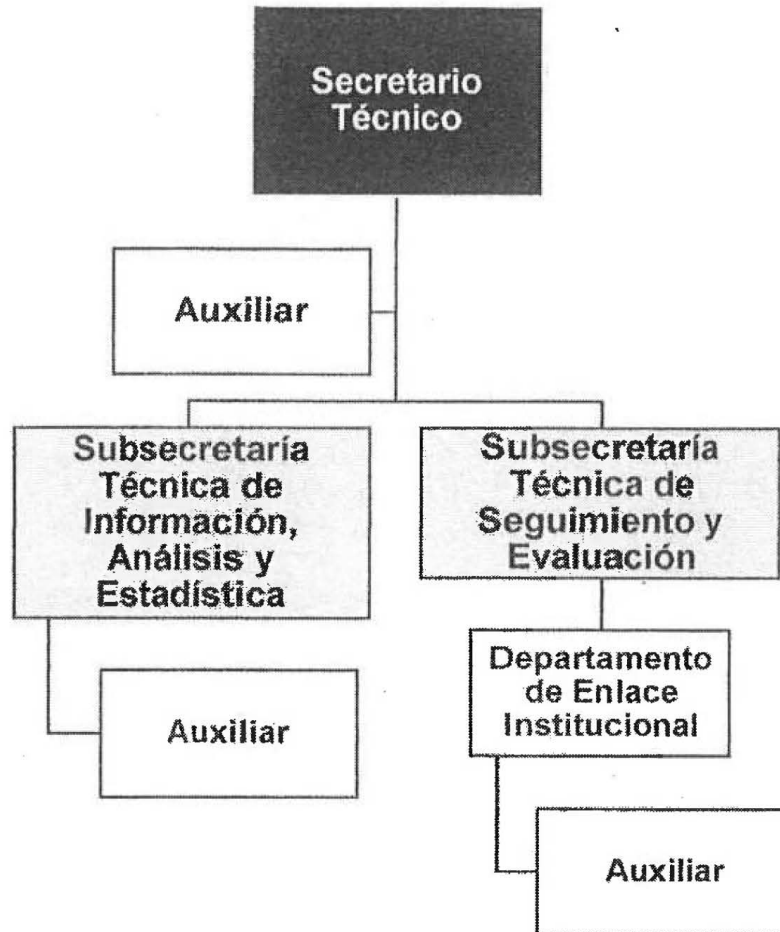 Secretario
Técnico
Auxiliar
Subsecretaría
Técnica de
Información,
Análisis y
Estadística
Subsecretaría
Técnica de
Seguimiento y
Evaluación
Auxiliar
Departamento
de Enlace
Institucional
Auxiliar